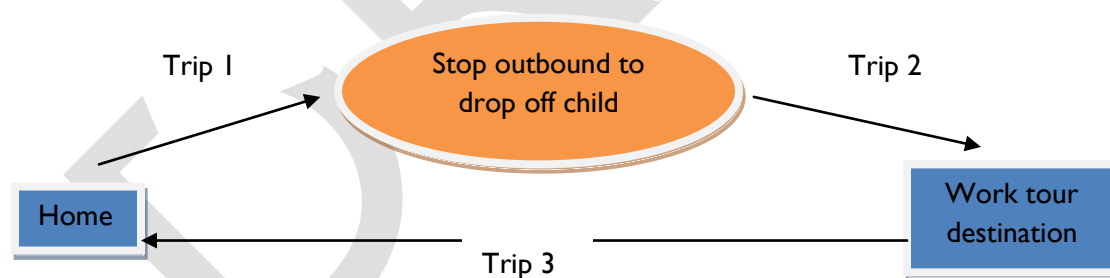 Trip 1
Stop outbound to
drop off child
Trip 2
Home
Work tour
destination
Trip 3